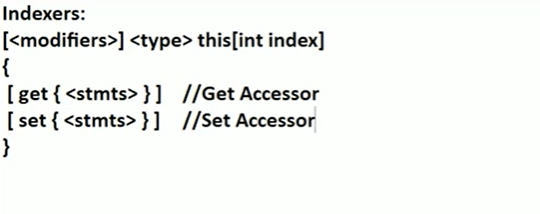 Indexers:
[<modifiers>] <type> this[int index]
{
[ get { <stmts> } ] //Get Accessor
[ set { <stmts> } ] //Set Accessor
}